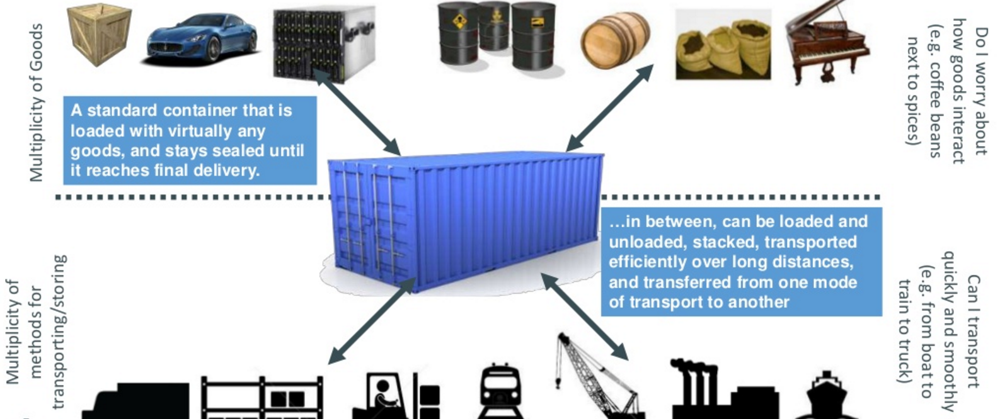 Multiplicity of Goods
A standard container that is
loaded with virtually any
goods, and stays sealed until
it reaches final delivery.
Do I worry about
how goods interact
(e.g. coffee beans
next to spices)
Multiplicity of
methods for
transporting/storing
…in between, can be loaded and
unloaded, stacked, transported
efficiently over long distances,
and transferred from one mode
of transport to another
Can I transport
quickly and smoothly
(e.g. from boat to
train to truck)